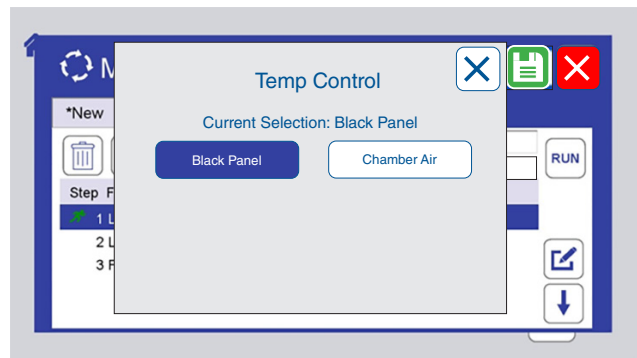 M
Temp Control
*New
Current Selection: Black Panel
Black Panel
Chamber Air
RUN
Step F
1 L
2 L
3 F